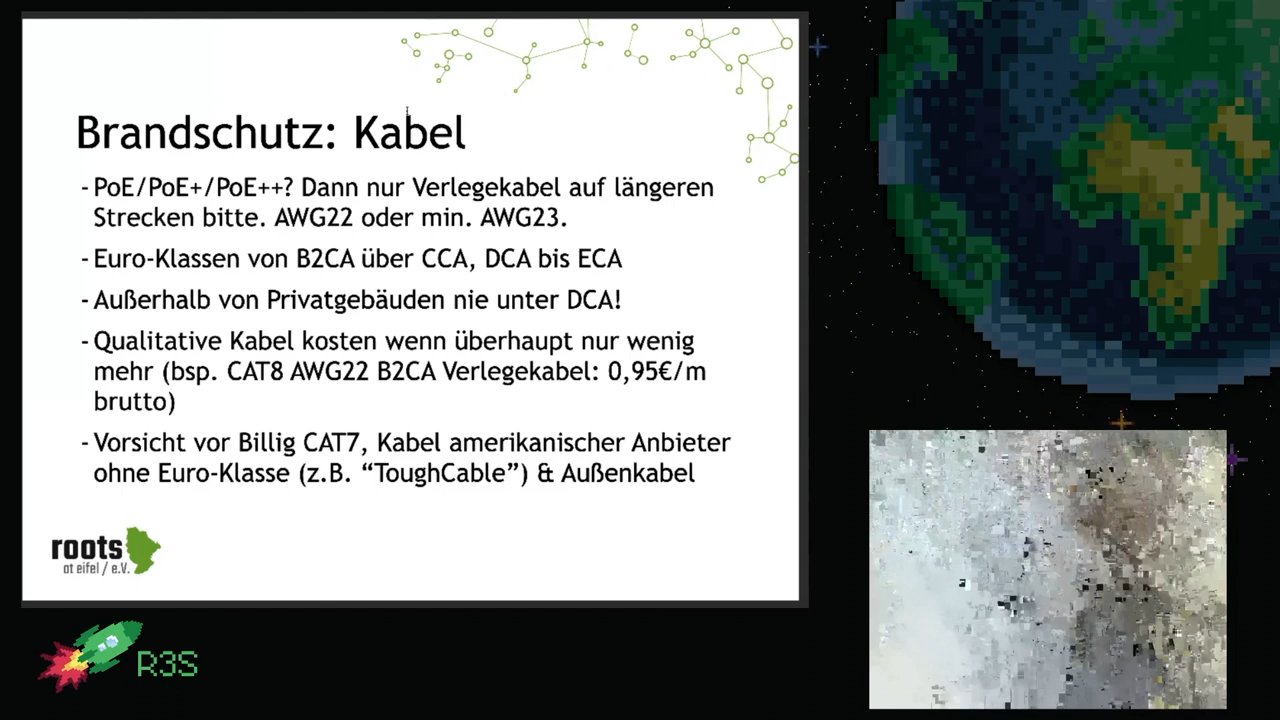 Brandschutz: Kabel
- PoE/PoE+/PoE++? Dann nur Verlegekabel auf längeren
Strecken bitte. AWG22 oder min. AWG23.
- Euro-Klassen von B2CA über CCA, DCA bis ECA
- Außerhalb von Privatgebäuden nie unter DCA!
- Qualitative Kabel kosten wenn überhaupt nur wenig
mehr (bsp. CAT8 AWG22 B2CA Verlegekabel: 0,95€/m
brutto)
- Vorsicht vor Billig CAT7, Kabel amerikanischer Anbieter
ohne Euro-Klasse (z.B. “ToughCable”) & Außenkabel
roots
at eifel / e.V.
R3S